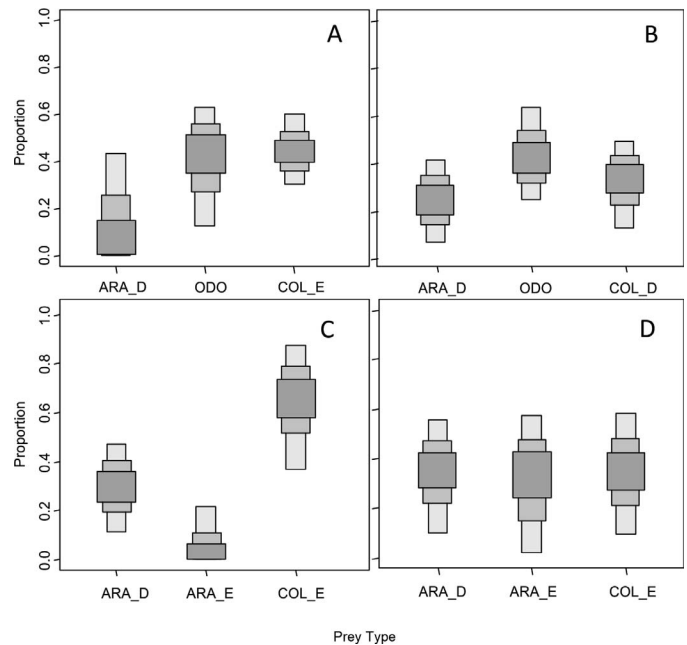 A
B
Proportion
1.0
0.8
0.6
0.4
0.2
0.0
ARA_D ODO COL_E
ARA_D ODO COL_D
C
D
Proportion
1.0
0.8
0.6
0.4
0.2
0.0
ARA_D ARA_E COL_E
ARA_D ARA_E COL_E
Prey Type